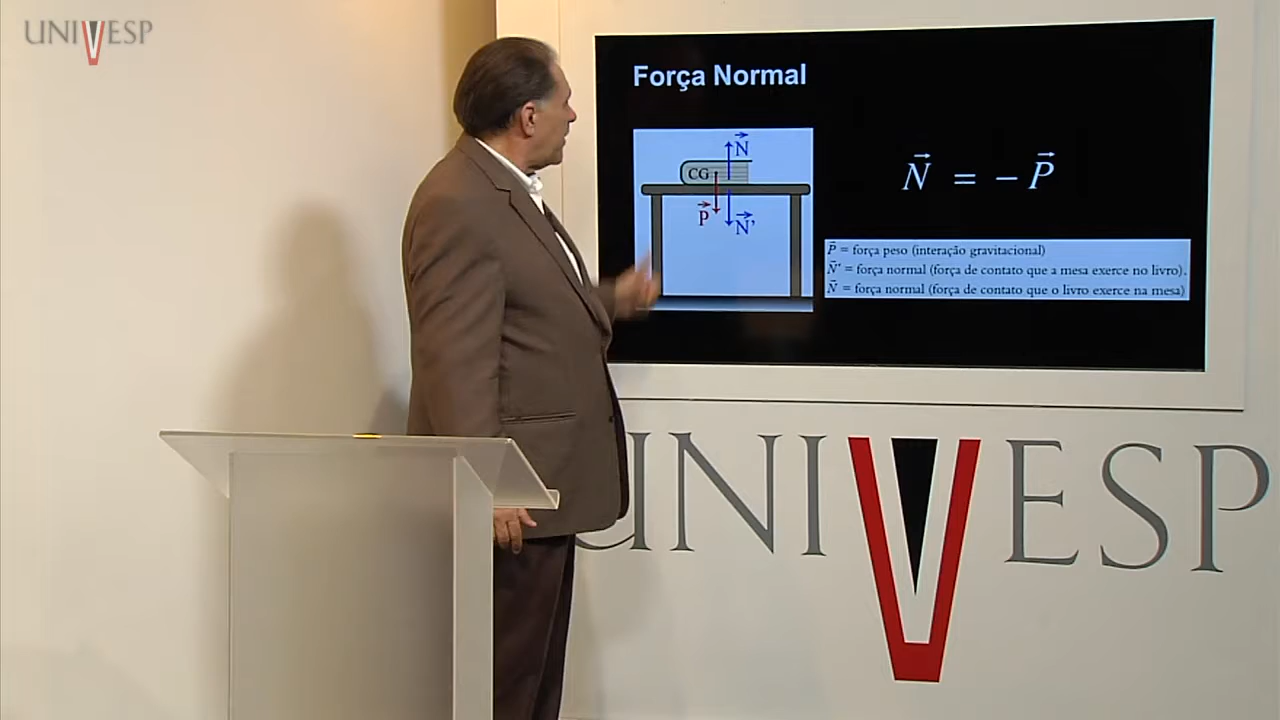 UNIVESP
Força Normal
N
CG
P
N'
N = − P
P = força peso (interação gravitacional)
N' = força normal (força de contato que a mesa exerce no livro).
N = força normal (força de contato que o livro exerce na mesa)
UNIVESP